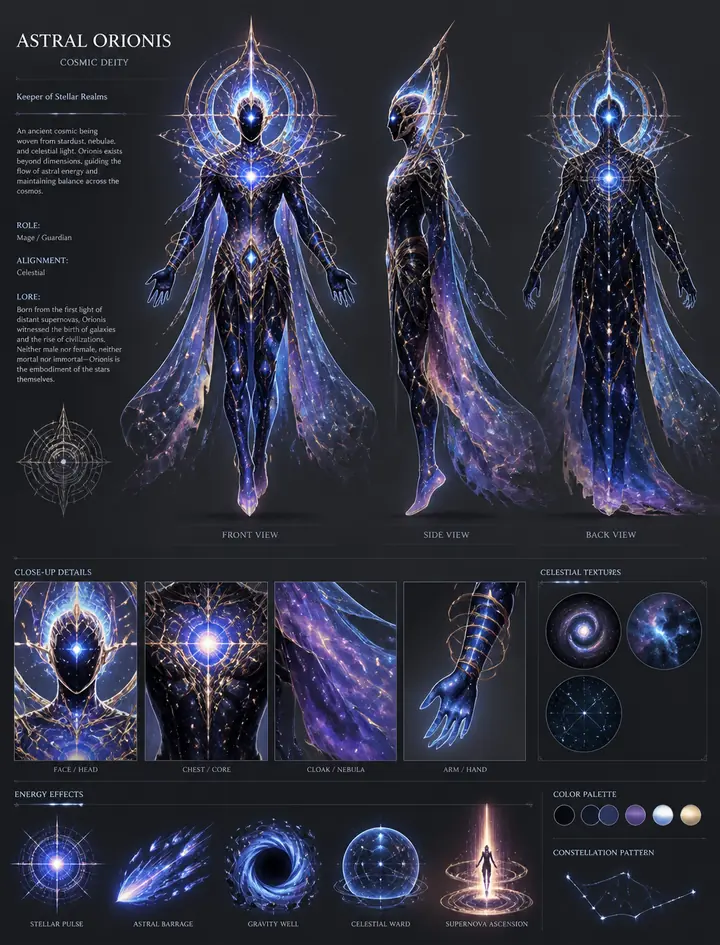 ASTRAL ORIONIS
COSMIC DEITY
Keeper of Stellar Realms
An ancient cosmic being
woven from stardust, nebulae,
and celestial light. Orionis exists
beyond dimensions, guiding the
flow of astral energy and
maintaining balance across the
cosmos.
ROLE:
Mage / Guardian
ALIGNMENT:
Celestial
LORE:
Born from the first light of
distant supernovas, Orionis
witnessed the birth of galaxies
and the rise of civilizations.
Neither male nor female, neither
mortal nor immortal—Orionis is
the embodiment of the stars
themselves.
FRONT VIEW
SIDE VIEW
BACK VIEW
CLOSE-UP DETAILS
FACE / HEAD
CHEST / CORE
CLOAK / NEBULA
ARM / HAND
CELESTIAL TEXTURES
ENERGY EFFECTS
STELLAR PULSE
ASTRAL BARRAGE
GRAVITY WELL
CELESTIAL WARD
SUPERNOVA ASCENSION
COLOR PALETTE
CONSTELLATION PATTERN